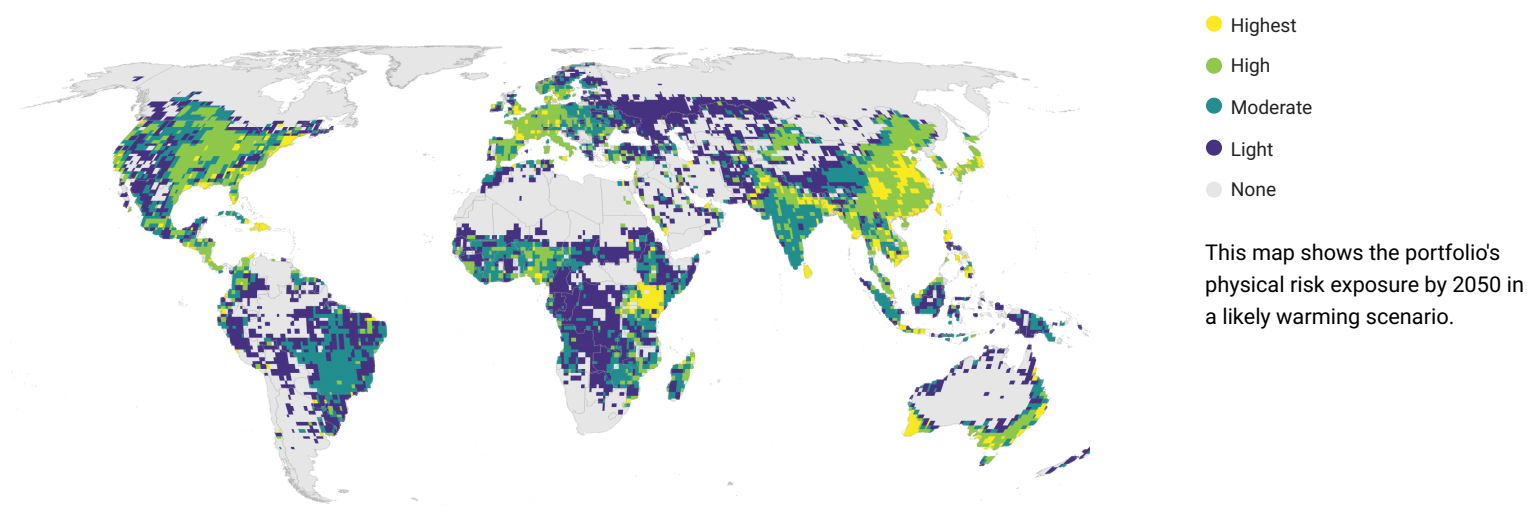 Highest
High
Moderate
Light
None
This map shows the portfolio's
physical risk exposure by 2050 in
a likely warming scenario.